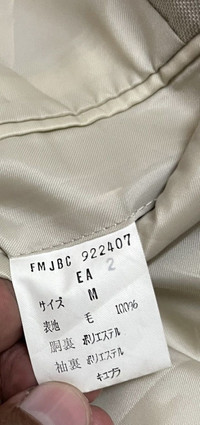 FMJBC 922407
EA 2
サイズ M
表地 毛 100%
胴裏 ポリエステル
袖裏 ポリエステル
キュプラ